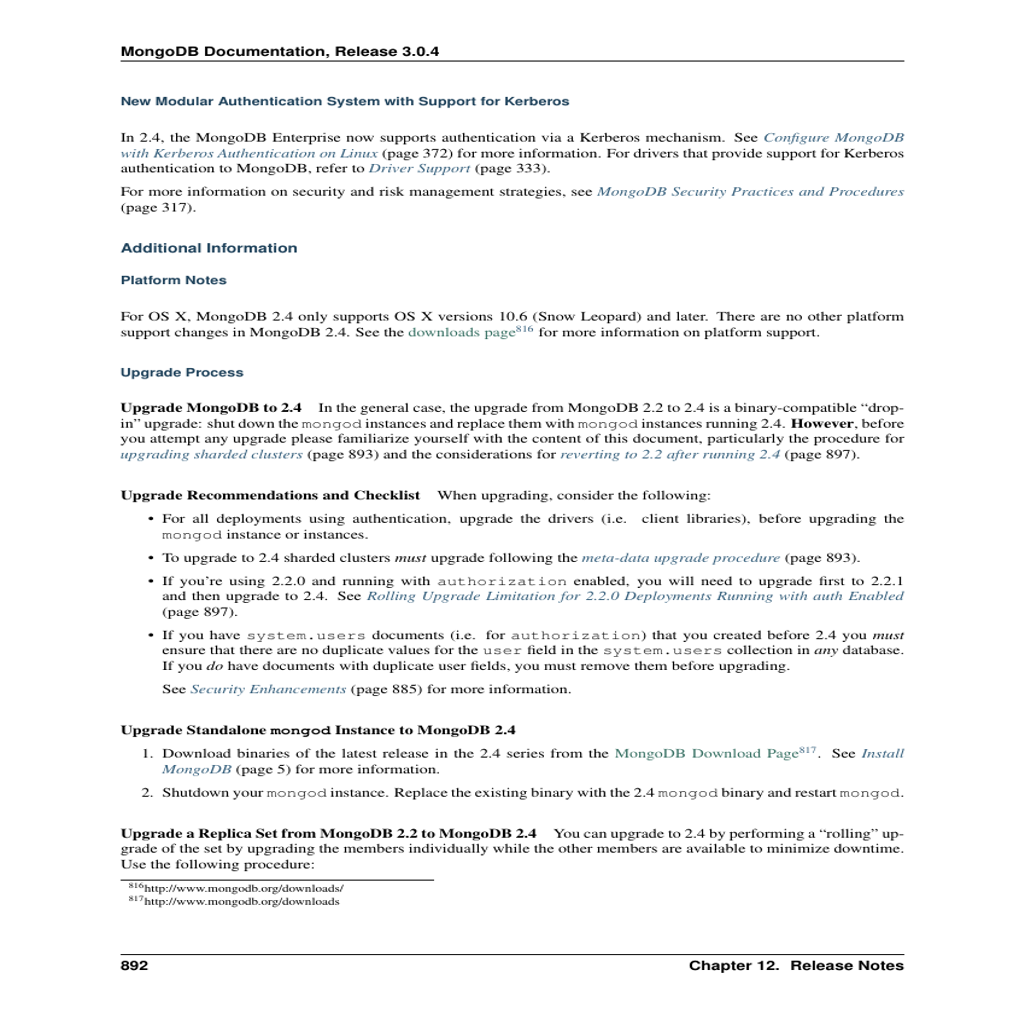 MongoDB Documentation, Release 3.0.4
New Modular Authentication System with Support for Kerberos
In 2.4, the MongoDB Enterprise now supports authentication via a Kerberos mechanism. See Configure MongoDB
with Kerberos Authentication on Linux (page 372) for more information. For drivers that provide support for Kerberos
authentication to MongoDB, refer to Driver Support (page 333).
For more information on security and risk management strategies, see MongoDB Security Practices and Procedures
(page 317).
Additional Information
Platform Notes
For OS X, MongoDB 2.4 only supports OS X versions 10.6 (Snow Leopard) and later. There are no other platform
support changes in MongoDB 2.4. See the downloads page816 for more information on platform support.
Upgrade Process
Upgrade MongoDB to 2.4 In the general case, the upgrade from MongoDB 2.2 to 2.4 is a binary-compatible “drop-
in” upgrade: shut down the mongod instances and replace them with mongod instances running 2.4. However, before
you attempt any upgrade please familiarize yourself with the content of this document, particularly the procedure for
upgrading sharded clusters (page 893) and the considerations for reverting to 2.2 after running 2.4 (page 897).
Upgrade Recommendations and Checklist When upgrading, consider the following:
• For all deployments using authentication, upgrade the drivers (i.e. client libraries), before upgrading the
mongod instance or instances.
• To upgrade to 2.4 sharded clusters must upgrade following the meta-data upgrade procedure (page 893).
• If you’re using 2.2.0 and running with authorization enabled, you will need to upgrade first to 2.2.1
and then upgrade to 2.4. See Rolling Upgrade Limitation for 2.2.0 Deployments Running with auth Enabled
(page 897).
• If you have system.users documents (i.e. for authorization) that you created before 2.4 you must
ensure that there are no duplicate values for the user field in the system.users collection in any database.
If you do have documents with duplicate user fields, you must remove them before upgrading.
See Security Enhancements (page 885) for more information.
Upgrade Standalone mongod Instance to MongoDB 2.4
1. Download binaries of the latest release in the 2.4 series from the MongoDB Download Page817. See Install
MongoDB (page 5) for more information.
2. Shutdown your mongod instance. Replace the existing binary with the 2.4 mongod binary and restart mongod.
Upgrade a Replica Set from MongoDB 2.2 to MongoDB 2.4 You can upgrade to 2.4 by performing a “rolling” up-
grade of the set by upgrading the members individually while the other members are available to minimize downtime.
Use the following procedure:
816http://www.mongodb.org/downloads/
817http://www.mongodb.org/downloads
892 Chapter 12. Release Notes